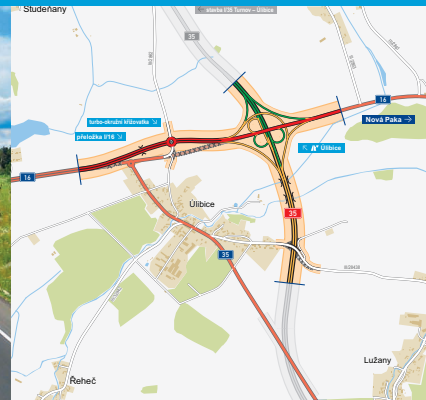 Studeňany
stavba I/35 Turnov – Úlibice
35
16
turbo-okružní křižovatka
přeložka I/16
Nová Paka
Úlibice
16
Úlibice
35
35
Lužany
Řeheč